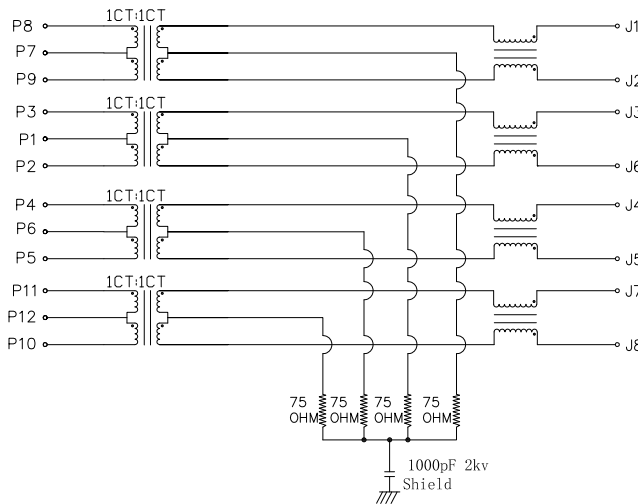 P8 1CT:1CT J1
P7
P9 J2
P3 1CT:1CT J3
P1
P2 J6
P4 1CT:1CT J4
P6
P5 J5
P11 1CT:1CT J7
P12
P10 J8
75 75 75 75
OHM OHM OHM OHM
1000pF 2kv
Shield